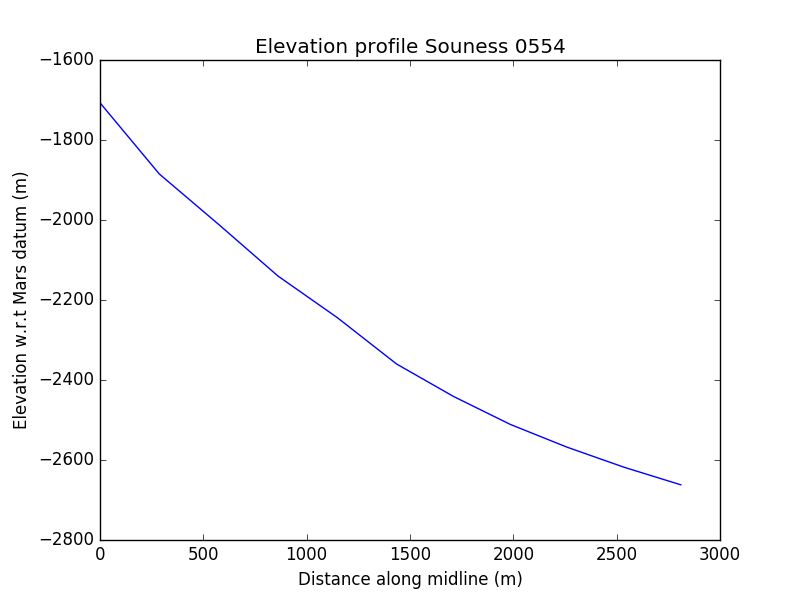 Elevation profile Souness 0554
−1600
−1800
−2000
−2200
−2400
−2600
−2800
Elevation w.r.t Mars datum (m)
0 500 1000 1500 2000 2500 3000
Distance along midline (m)